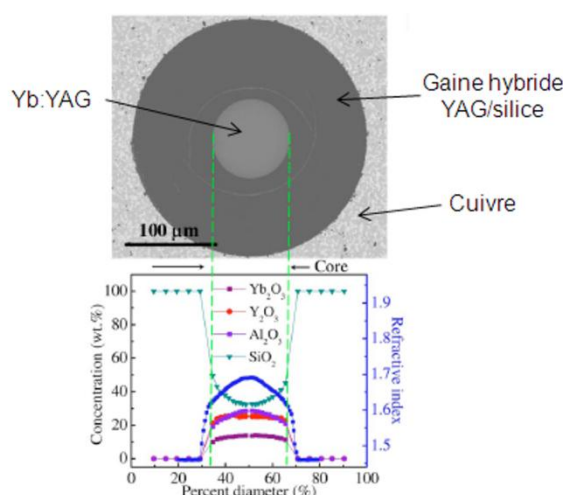 Yb:YAG
Gaine hybride
YAG/silice
Cuivre
100 µm
Core
Concentration (wt.%)
100
80
60
40
20
0
Yb₂O₃
Y₂O₃
Al₂O₃
SiO₂
1.9
1.7
1.6
1.5
Refractive index
0 20 40 60 80 100
Percent diameter (%)